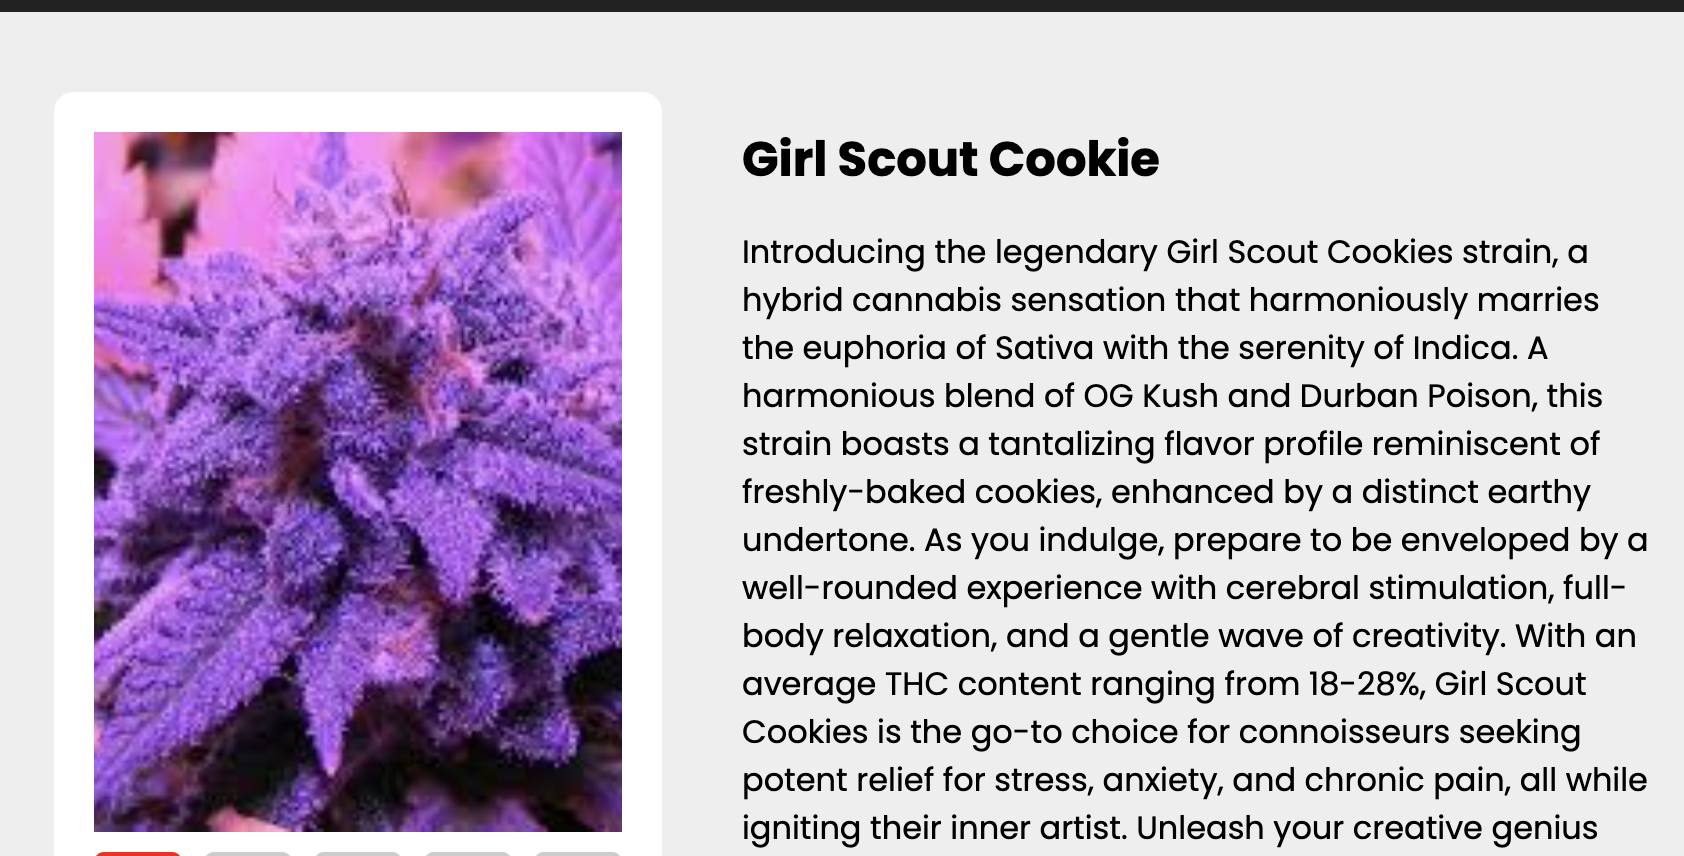 Girl Scout Cookie
Introducing the legendary Girl Scout Cookies strain, a
hybrid cannabis sensation that harmoniously marries
the euphoria of Sativa with the serenity of Indica. A
harmonious blend of OG Kush and Durban Poison, this
strain boasts a tantalizing flavor profile reminiscent of
freshly-baked cookies, enhanced by a distinct earthy
undertone. As you indulge, prepare to be enveloped by a
well-rounded experience with cerebral stimulation, full-
body relaxation, and a gentle wave of creativity. With an
average THC content ranging from 18-28%, Girl Scout
Cookies is the go-to choice for connoisseurs seeking
potent relief for stress, anxiety, and chronic pain, all while
igniting their inner artist. Unleash your creative genius